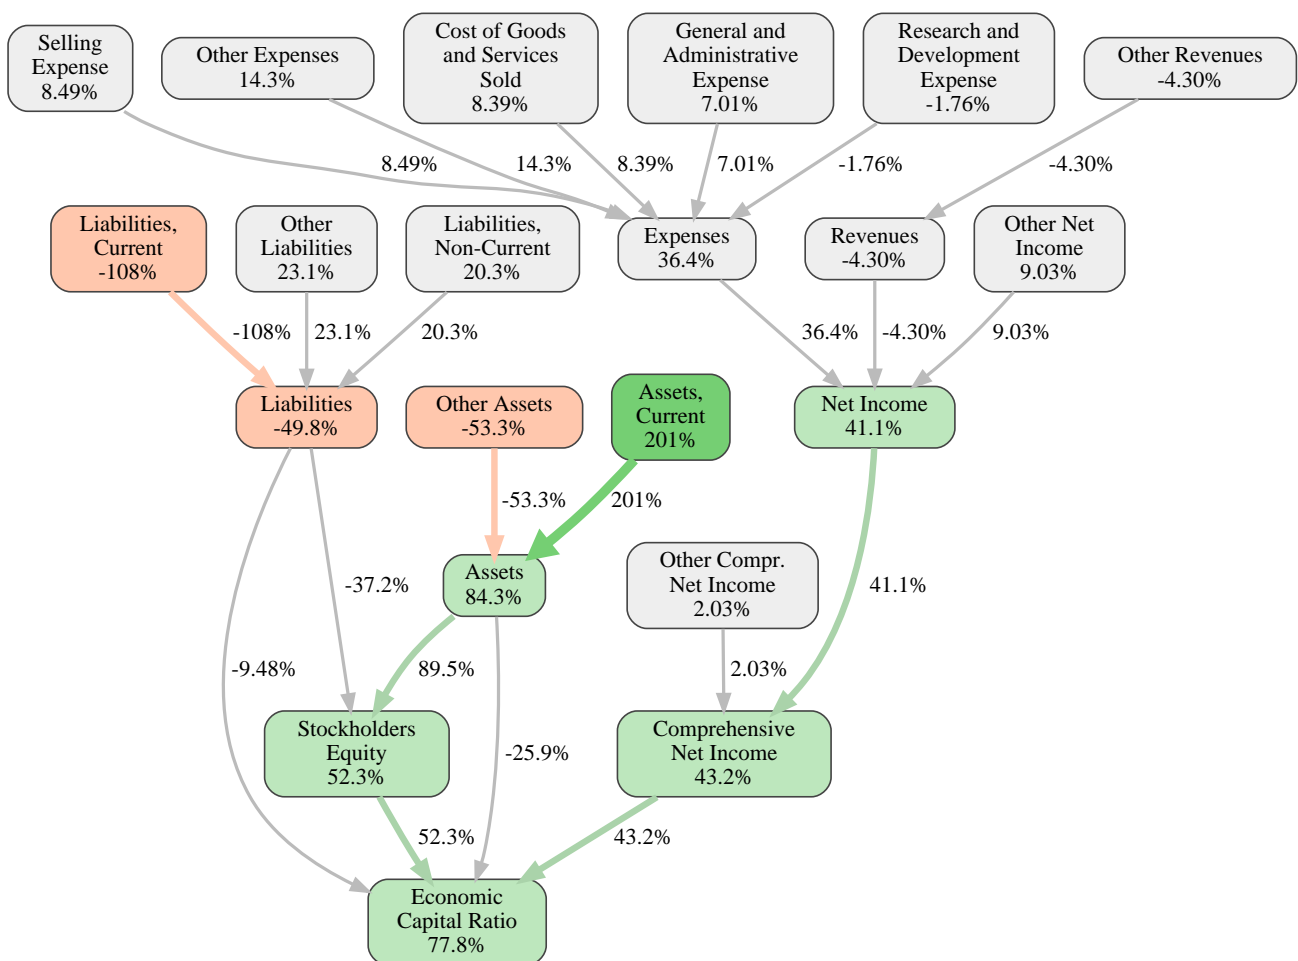 Selling
Expense
8.49%
Other Expenses
14.3%
Cost of Goods
and Services
Sold
8.39%
General and
Administrative
Expense
7.01%
Research and
Development
Expense
-1.76%
Other Revenues
-4.30%
8.49%
14.3%
8.39%
7.01%
-1.76%
-4.30%
Liabilities,
Current
-108%
Other
Liabilities
23.1%
Liabilities,
Non-Current
20.3%
Expenses
36.4%
Revenues
-4.30%
Other Net
Income
9.03%
-108%
23.1%
20.3%
36.4%
-4.30%
9.03%
Liabilities
-49.8%
Other Assets
-53.3%
Assets,
Current
201%
Net Income
41.1%
-53.3%
201%
Assets
84.3%
Other Compr.
Net Income
2.03%
-37.2%
41.1%
-9.48%
89.5%
2.03%
Stockholders
Equity
52.3%
-25.9%
Comprehensive
Net Income
43.2%
52.3%
43.2%
Economic
Capital Ratio
77.8%